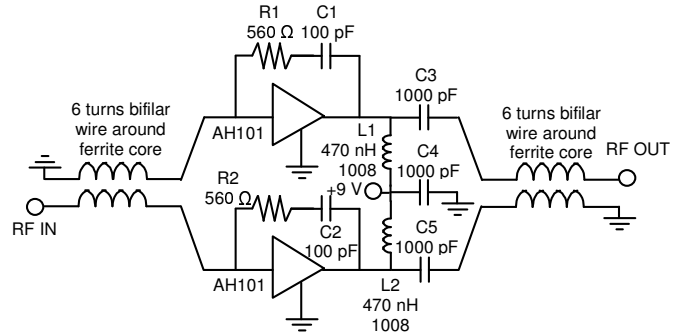 R1
560 Ω
C1
100 pF
C3
1000 pF
6 turns bifilar
wire around
ferrite core
AH101
L1
470 nH
1008
C4
1000 pF
6 turns bifilar
wire around
ferrite core
RF OUT
+9 V
RF IN
R2
560 Ω
C2
100 pF
C5
1000 pF
AH101
L2
470 nH
1008